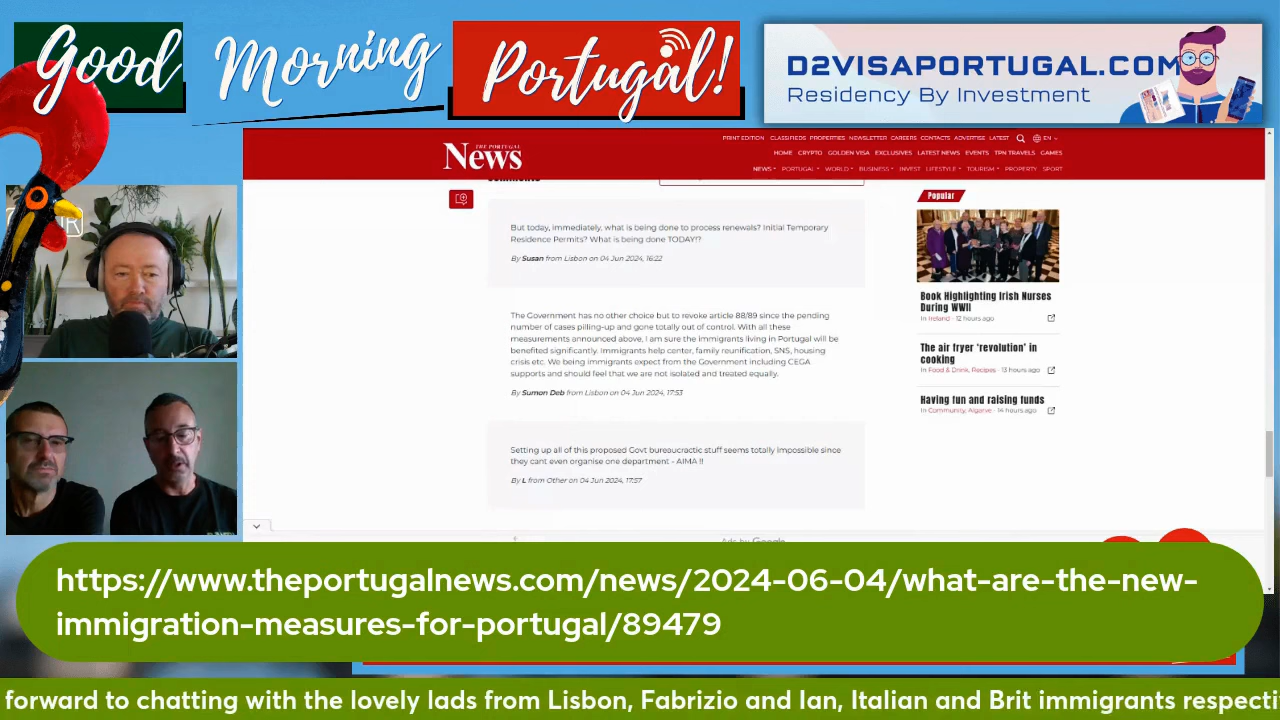 Good Morning Portugal!
D2VISAPORTUGAL.COM
Residency By Investment
PRINT EDITION CLASSIFIEDS PROPERTIES NEWSLETTER CAREERS CONTACTS ADVERTISE LATEST EN
THE PORTUGAL
News
HOME CRYPTO GOLDEN VISA EXCLUSIVES LATEST NEWS EVENTS TPN TRAVELS GAMES
NEWS PORTUGAL WORLD BUSINESS INVEST LIFESTYLE TOURISM PROPERTY SPORT
But today, immediately, what is being done to process renewals? Initial Temporary
Residence Permits? What is being done TODAY!?
By Susan from Lisbon on 04 Jun 2024, 16:22
The Government has no other choice but to revoke article 88/89 since the pending
number of cases pilling-up and gone totally out of control. With all these
measurements announced above, I am sure the immigrants living in Portugal will be
benefited significantly. Immigrants help center, family reunification, SNS, housing
crisis etc. We being immigrants expect from the Government including CEGA
supports and should feel that we are not isolated and treated equally.
By Sumon Deb from Lisbon on 04 Jun 2024, 17:53
Setting up all of this proposed Govt bureaucractic stuff seems totally impossible since
they cant even organise one department - AIMA !!
By L from Other on 04 Jun 2024, 17:57
Popular
Book Highlighting Irish Nurses
During WWII
In Ireland · 12 hours ago
The air fryer ‘revolution’ in
cooking
In Food & Drink, Recipes · 13 hours ago
Having fun and raising funds
In Community, Algarve · 14 hours ago
Ads by Google
https://www.theportugalnews.com/news/2024-06-04/what-are-the-new-
immigration-measures-for-portugal/89479
forward to chatting with the lovely lads from Lisbon, Fabrizio and Ian, Italian and Brit immigrants respecti